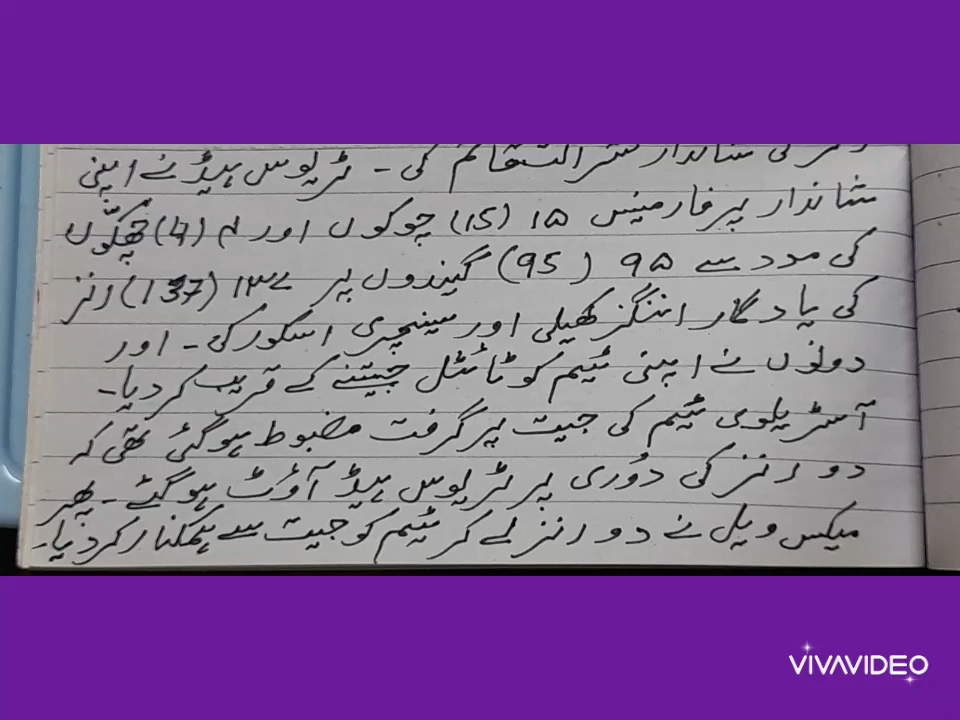 کی شاندار شراکت قائم کی - ٹریوس ہیڈ نے اپنی
شاندار پرفارمینس ۱۵ (15) چوکوں اور ۴ (4) چھکّوں
کی مدد سے ۹۵ (95) گیندوں پر ۱۳۷ (137) رنز
کی یادگار اننگز کھیلی اور سینچری اسکور کی - اور
دونوں نے اپنی ٹیم کو ٹائٹل جیتنے کے قریب کر دیا -
آسٹریلوی ٹیم کی جیت پر گرفت مضبوط ہو گئی تھی کہ
دو رنز کی دُوری پر ٹریوس ہیڈ آؤٹ ہو گئے - پھر
میکس ویل نے دو رنز لے کر ٹیم کو جیت سے ہمکنار کر دیا -
VIVAVIDEO